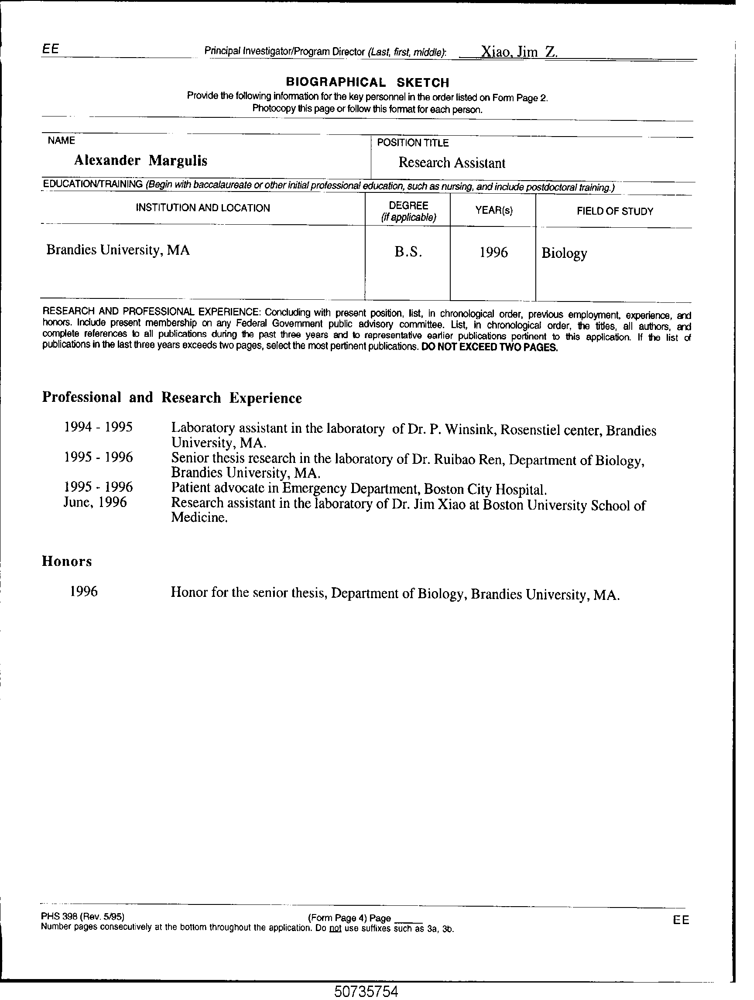 EE
Principal Investigator/Program Director (Last, first, middle): Xiao, Jim Z.
BIOGRAPHICAL SKETCH
Provide the following information for the key personnel in the order listed on Form Page 2.
Photocopy this page or follow this format for each person.
NAME
POSITION TITLE
Alexander Margulis
Research Assistant
EDUCATION/TRAINING (Begin with baccalaureate or other initial professional education, such as nursing, and include postdoctoral training.)
INSTITUTION AND LOCATION
DEGREE
(if applicable)
YEAR(s)
FIELD OF STUDY
Brandies University, MA
B.S.
1996
Biology
RESEARCH AND PROFESSIONAL EXPERIENCE: Concluding with present position, list, in chronological order, previous employment, experience, and
honors. Include present membership on any Federal Government public advisory committee. List, in chronological order, the titles, all authors, and
complete references to all publications during the past three years and to representative earlier publications pertinent to this application. If the list of
publications in the last three years exceeds two pages, select the most pertinent publications. DO NOT EXCEED TWO PAGES.
Professional and Research Experience
1994 - 1995 Laboratory assistant in the laboratory of Dr. P. Winsink, Rosenstiel center, Brandies
University, MA.
1995 - 1996 Senior thesis research in the laboratory of Dr. Ruibao Ren, Department of Biology,
Brandies University, MA.
1995 - 1996 Patient advocate in Emergency Department, Boston City Hospital.
June, 1996 Research assistant in the laboratory of Dr. Jim Xiao at Boston University School of
Medicine.
Honors
1996 Honor for the senior thesis, Department of Biology, Brandies University, MA.
PHS 398 (Rev. 5/95)
(Form Page 4) Page ____
EE
Number pages consecutively at the bottom throughout the application. Do not use suffixes such as 3a, 3b.
50735754